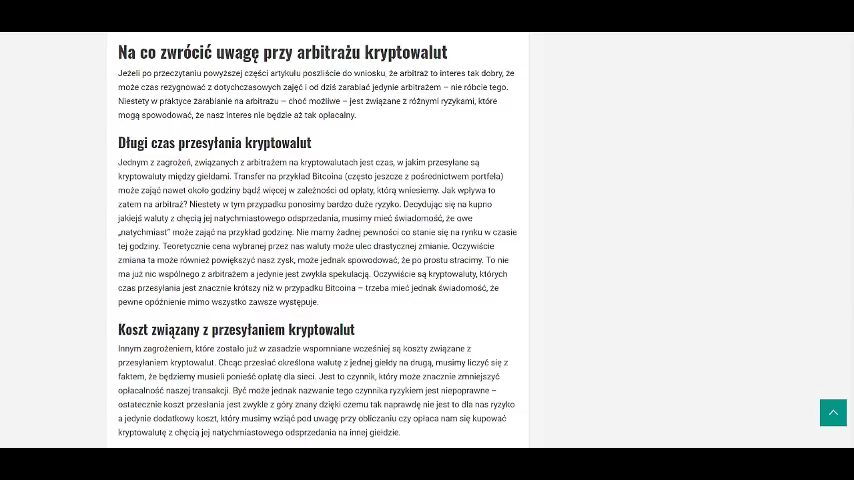 Na co zwrócić uwagę przy arbitrażu kryptowalut
Jeżeli po przeczytaniu powyższej części artykułu poszliście do wniosku, że arbitraż to interes tak dobry, że
może czas rezygnować z dotychczasowych zajęć i od dziś zarabiać jedynie arbitrażem – nie róbcie tego.
Niestety w praktyce zarabianie na arbitrażu – choć możliwe – jest związane z różnymi ryzykami, które
mogą spowodować, że nasz interes nie będzie aż tak opłacalny.
Długi czas przesyłania kryptowalut
Jednym z zagrożeń, związanych z arbitrażem na kryptowalutach jest czas, w jakim przesyłane są
kryptowaluty między giełdami. Transfer na przykład Bitcoina (często jeszcze z pośrednictwem portfela)
może zająć nawet około godziny bądź więcej w zależności od opłaty, którą wniesiemy. Jak wpływa to
zatem na arbitraż? Niestety w tym przypadku ponosimy bardzo duże ryzyko. Decydując się na kupno
jakiejś waluty z chęcią jej natychmiastowego odsprzedania, musimy mieć świadomość, że owe
„natychmiast” może zająć na przykład godzinę. Nie mamy żadnej pewności co stanie się na rynku w czasie
tej godziny. Teoretycznie cena wybranej przez nas waluty może ulec drastycznej zmianie. Oczywiście
zmiana ta może również powiększyć nasz zysk, może jednak spowodować, że po prostu stracimy. To nie
ma już nic wspólnego z arbitrażem a jedynie jest zwykłą spekulacją. Oczywiście są kryptowaluty, których
czas przesyłania jest znacznie krótszy niż w przypadku Bitcoina – trzeba mieć jednak świadomość, że
pewne opóźnienie mimo wszystko zawsze występuje.
Koszt związany z przesyłaniem kryptowalut
Innym zagrożeniem, które zostało już w zasadzie wspomniane wcześniej są koszty związane z
przesyłaniem kryptowalut. Chcąc przesłać określoną walutę z jednej giełdy na drugą, musimy liczyć się z
faktem, że będziemy musieli ponieść opłatę dla sieci. Jest to czynnik, który może znacznie zmniejszyć
opłacalność naszej transakcji. Być może jednak nazwanie tego czynnika ryzykiem jest niepoprawne –
ostatecznie koszt przesłania jest zwykle z góry znany dzięki czemu tak naprawdę nie jest to dla nas ryzyko
a jedynie dodatkowy koszt, który musimy wziąć pod uwagę przy obliczaniu czy opłaca nam się kupować
kryptowalutę z chęcią jej natychmiastowego odsprzedania na innej giełdzie.